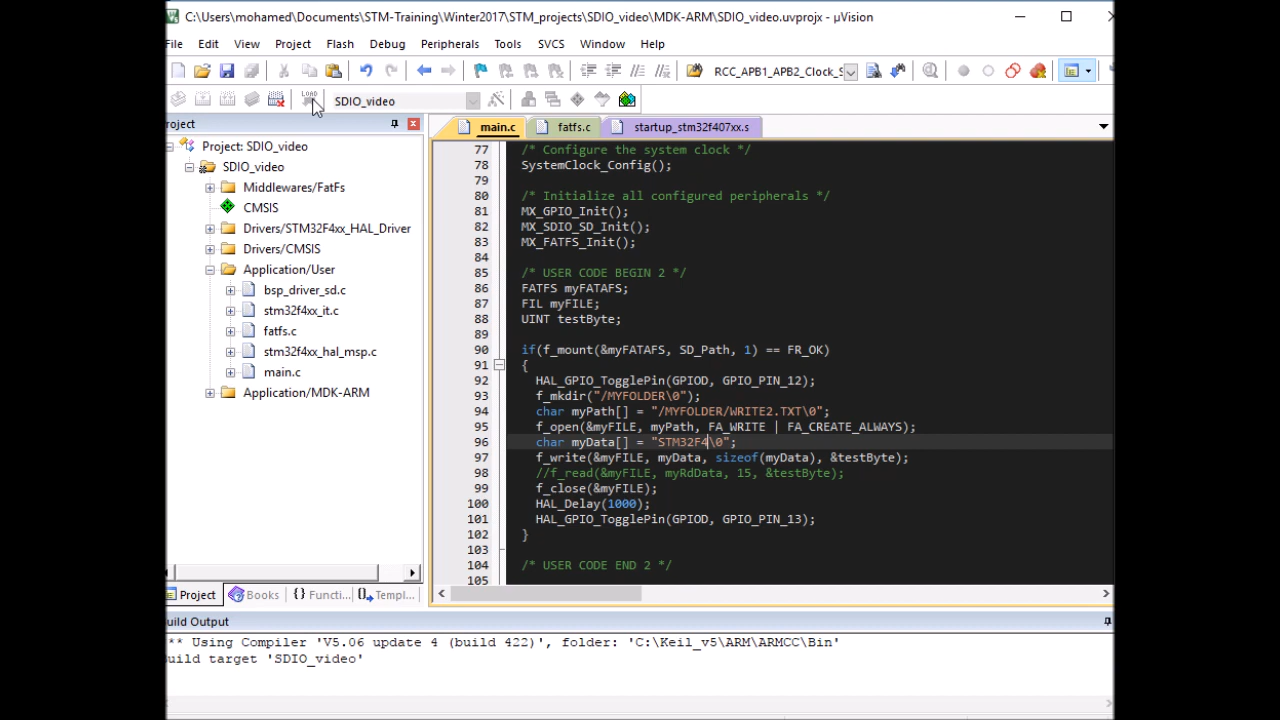 C:\Users\mohamed\Documents\STM-Training\Winter2017\STM_projects\SDIO_video\MDK-ARM\SDIO_video.uvprojx - µVision
File Edit View Project Flash Debug Peripherals Tools SVCS Window Help
RCC_APB1_APB2_Clock_S
LOAD SDIO_video
roject
main.c fatfs.c startup_stm32f407xx.s
Project: SDIO_video
SDIO_video
Middlewares/FatFs
CMSIS
Drivers/STM32F4xx_HAL_Driver
Drivers/CMSIS
Application/User
bsp_driver_sd.c
stm32f4xx_it.c
fatfs.c
stm32f4xx_hal_msp.c
main.c
Application/MDK-ARM
77 /* Configure the system clock */
78 SystemClock_Config();
79
80 /* Initialize all configured peripherals */
81 MX_GPIO_Init();
82 MX_SDIO_SD_Init();
83 MX_FATFS_Init();
84
85 /* USER CODE BEGIN 2 */
86 FATFS myFATAFS;
87 FIL myFILE;
88 UINT testByte;
89
90 if(f_mount(&myFATAFS, SD_Path, 1) == FR_OK)
91 {
92 HAL_GPIO_TogglePin(GPIOD, GPIO_PIN_12);
93 f_mkdir("/MYFOLDER\0");
94 char myPath[] = "/MYFOLDER/WRITE2.TXT\0";
95 f_open(&myFILE, myPath, FA_WRITE | FA_CREATE_ALWAYS);
96 char myData[] = "STM32F4\0";
97 f_write(&myFILE, myData, sizeof(myData), &testByte);
98 //f_read(&myFILE, myRdData, 15, &testByte);
99 f_close(&myFILE);
100 HAL_Delay(1000);
101 HAL_GPIO_TogglePin(GPIOD, GPIO_PIN_13);
102 }
103
104 /* USER CODE END 2 */
105
Project Books {} Functi... Templ...
uild Output
** Using Compiler 'V5.06 update 4 (build 422)', folder: 'C:\Keil_v5\ARM\ARMCC\Bin'
uild target 'SDIO_video'